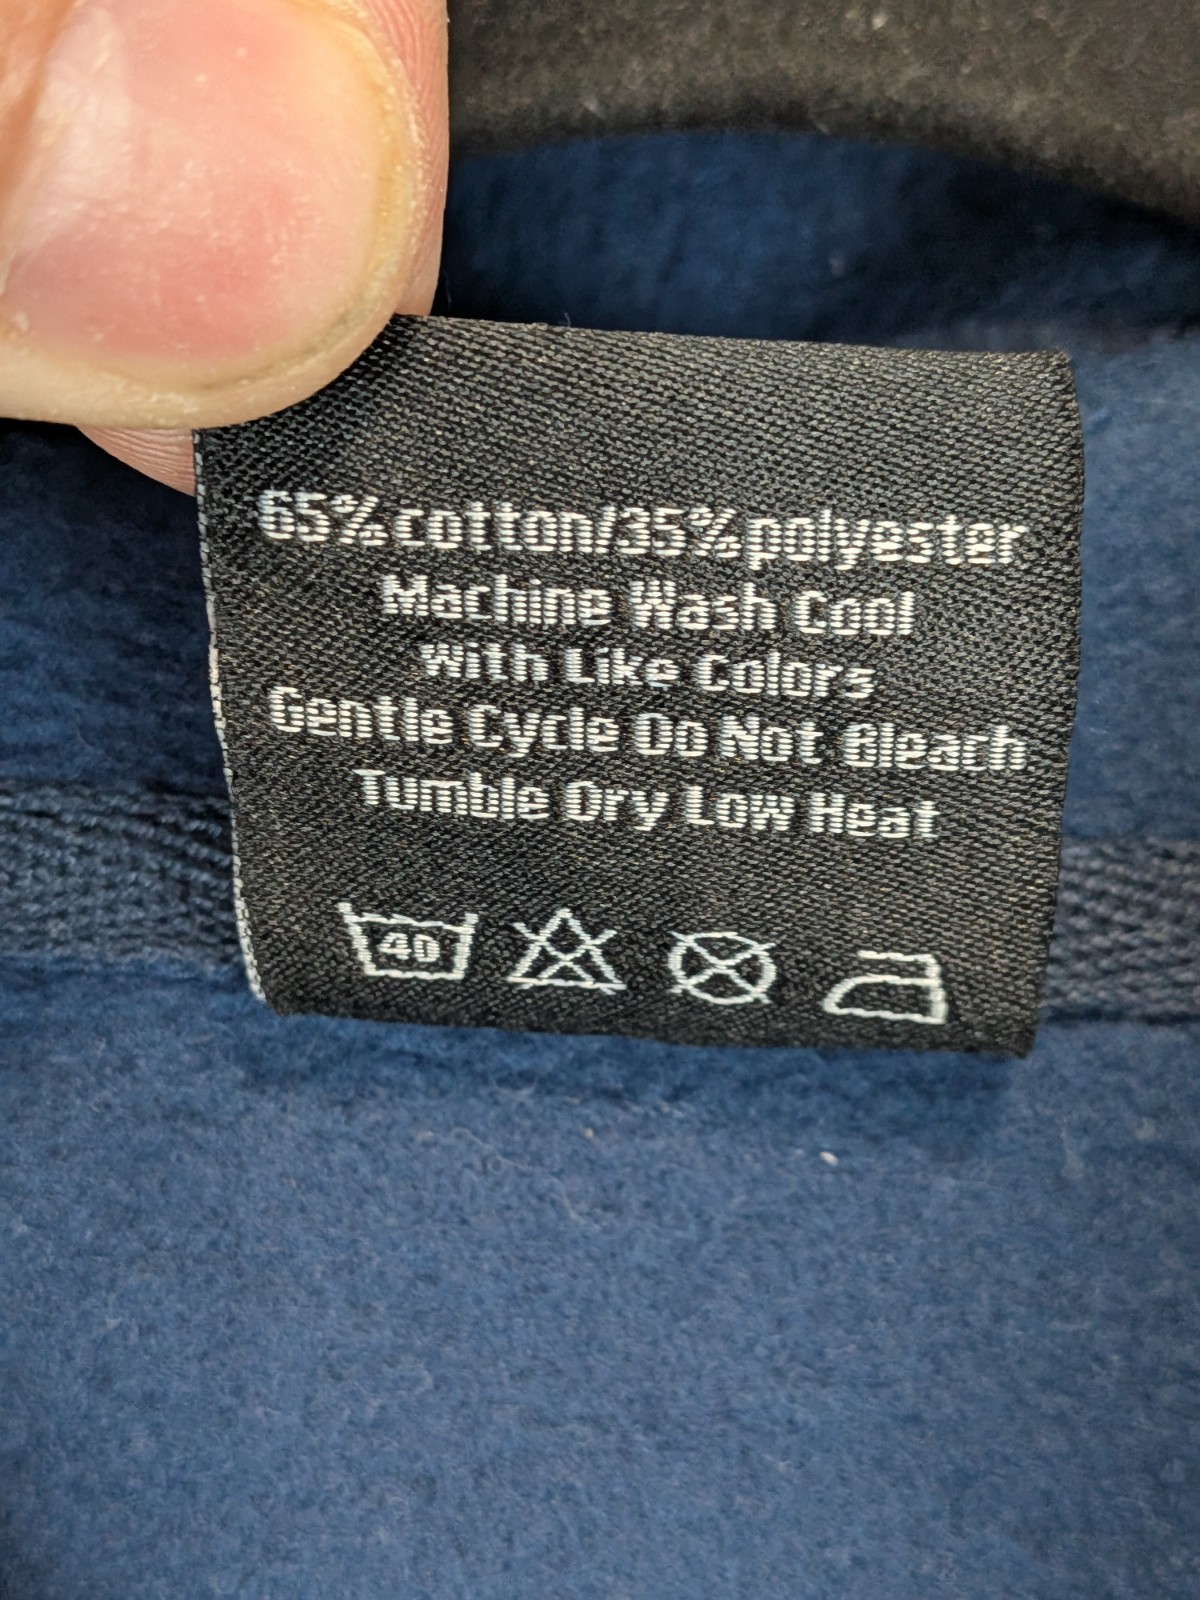 65%cotton/35%polyester
Machine Wash Cool
With Like Colors
Gentle Cycle Do Not Bleach
Tumble Dry Low Heat
40